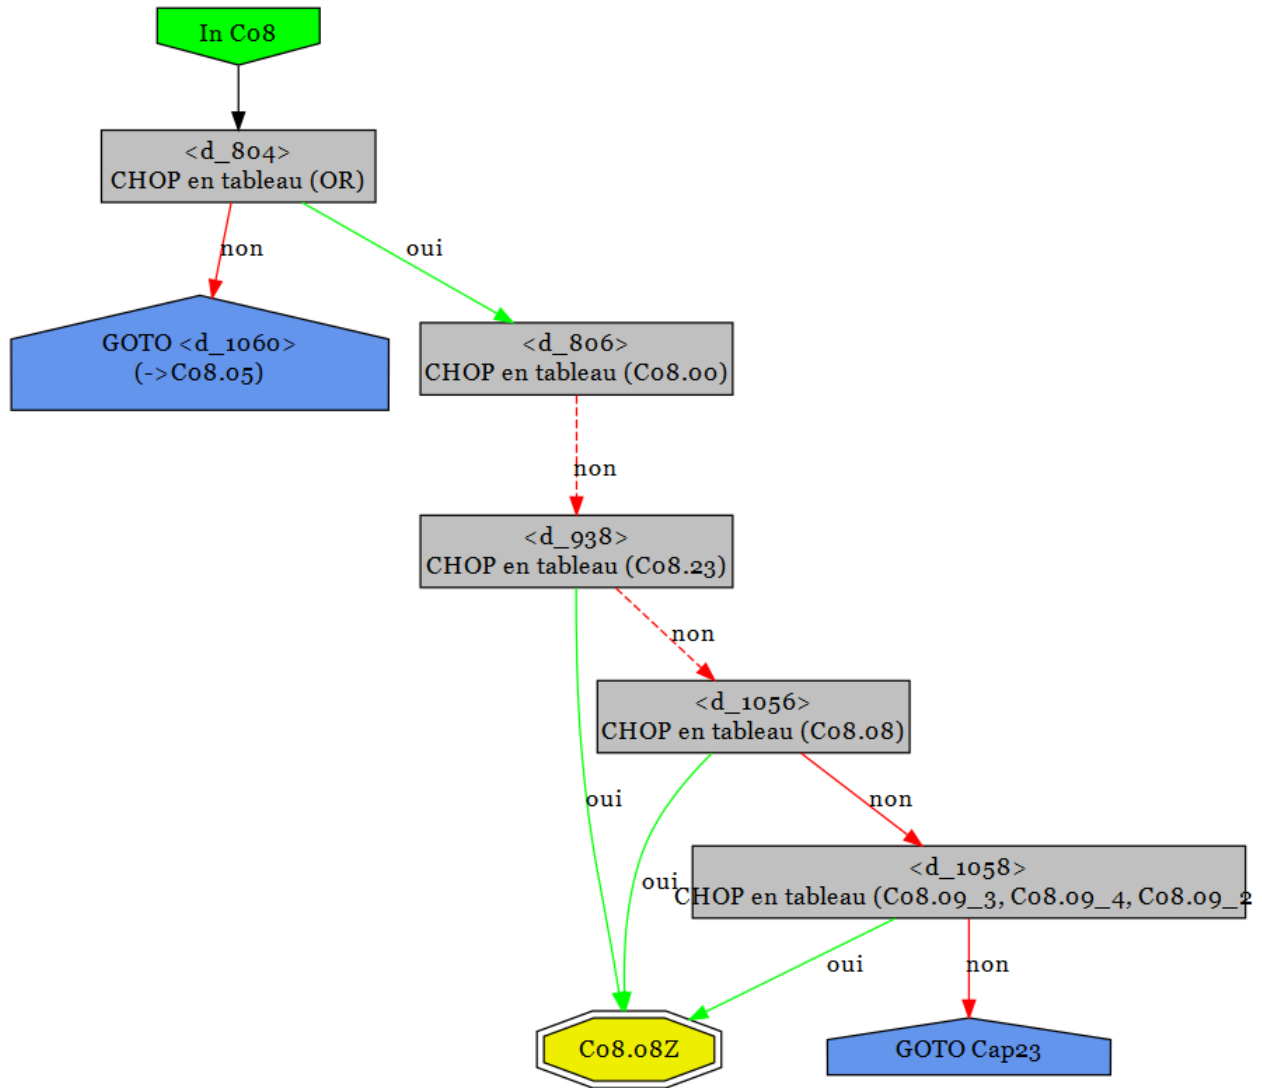 In C08
<d_804>
CHOP en tableau (OR)
non
oui
GOTO <d_1060>
(->C08.05)
<d_806>
CHOP en tableau (C08.00)
non
<d_938>
CHOP en tableau (C08.23)
non
<d_1056>
CHOP en tableau (C08.08)
oui
non
<d_1058>
oui
CHOP en tableau (C08.09_3, C08.09_4, C08.09_2
oui
non
C08.08Z
GOTO Cap23